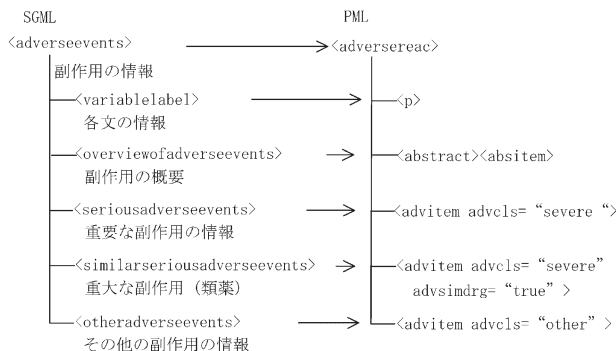 SGML PML
<adverseevents> <adversereac>
副作用の情報
<variablelabel> <p>
各文の情報
<overviewofadverseevents> <abstract><absitem>
副作用の概要
<seriousadverseevents> <advitem advcls= “severe “>
重要な副作用の情報
<similarseriousadverseevents> <advitem advcls= “severe”
重大な副作用（類薬） advsimdrg= “true” >
<otheradverseevents> <advitem advcls= “other” >
その他の副作用の情報